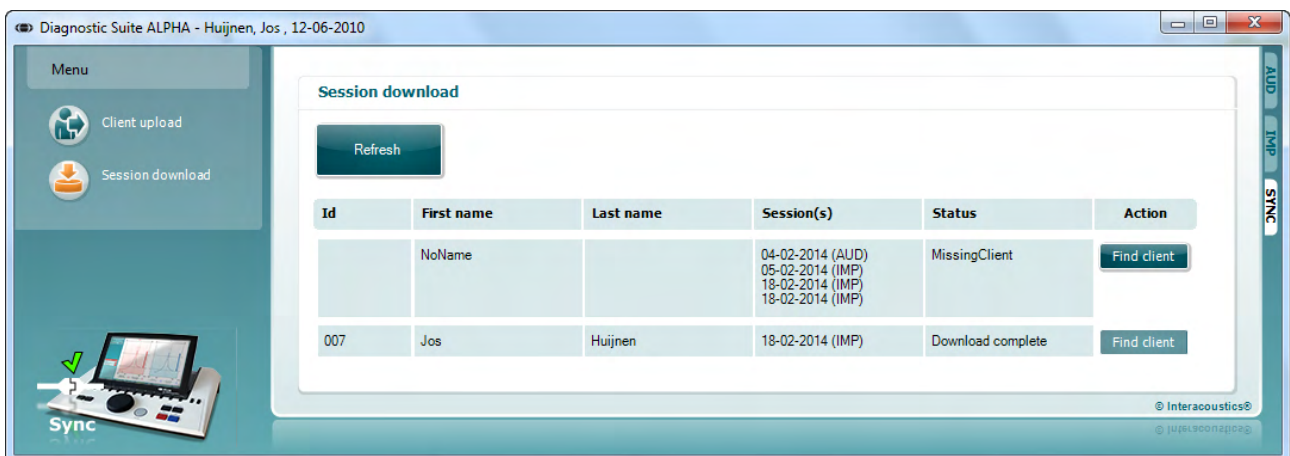 Diagnostic Suite ALPHA - Huijnen, Jos , 12-06-2010
Menu
Client upload
Session download
Sync
Session download
Refresh
Id First name Last name Session(s) Status Action
NoName 04-02-2014 (AUD) MissingClient Find client
05-02-2014 (IMP)
18-02-2014 (IMP)
18-02-2014 (IMP)
007 Jos Huijnen 18-02-2014 (IMP) Download complete Find client
© Interacoustics®
© Interacoustics®
AUD
IMP
SYNC